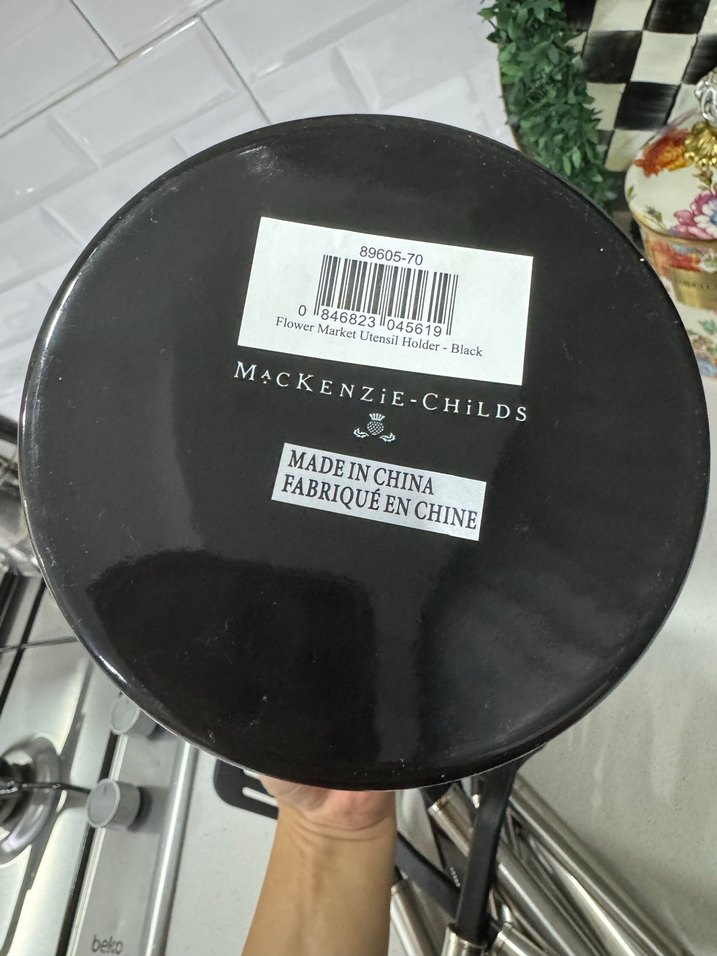 89605-70
0 846823 045619
Flower Market Utensil Holder - Black
MACKENZiE-CHiLDS
MADE IN CHINA
FABRIQUÉ EN CHINE
beko